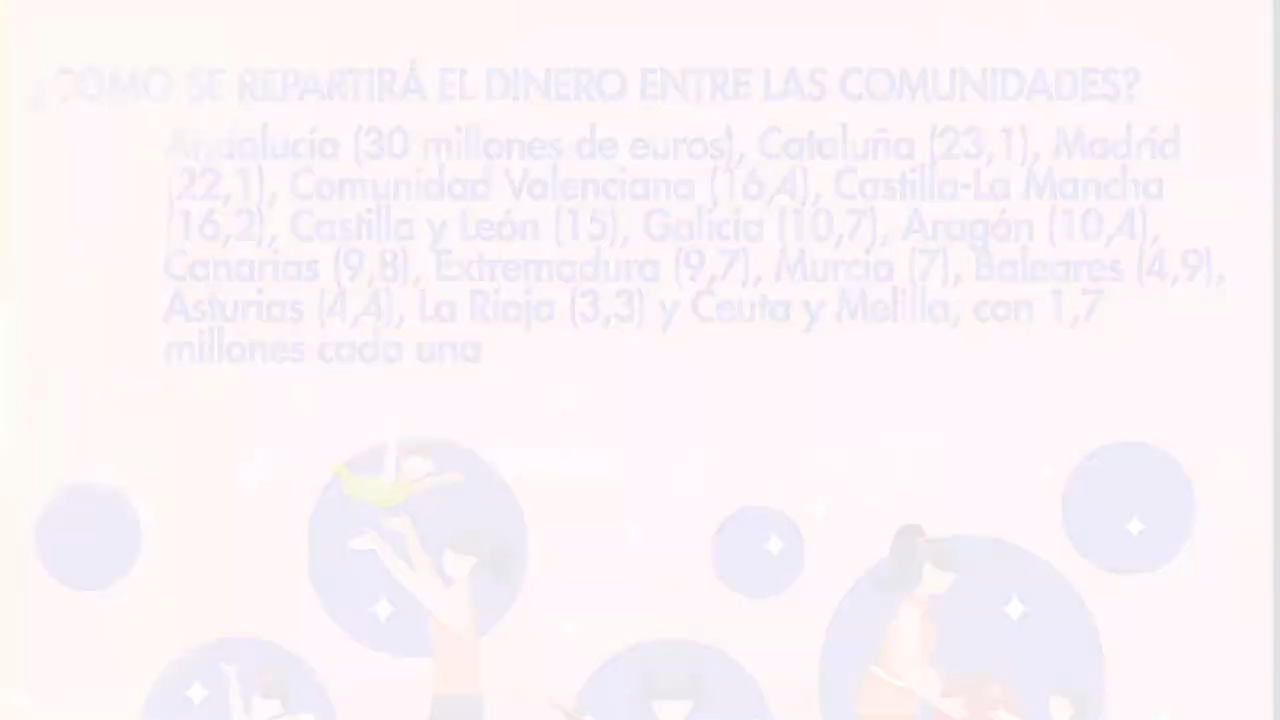 ¿COMO SE REPARTIRÁ EL DINERO ENTRE LAS COMUNIDADES?
Andalucía (30 millones de euros), Cataluña (23,1), Madrid
(22,1), Comunidad Valenciana (16,4), Castilla-La Mancha
(16,2), Castilla y León (15), Galicia (10,7), Aragón (10,4),
Canarias (9,8), Extremadura (9,7), Murcia (7), Baleares (4,9),
Asturias (4,4), La Rioja (3,3) y Ceuta y Melilla, con 1,7
millones cada una